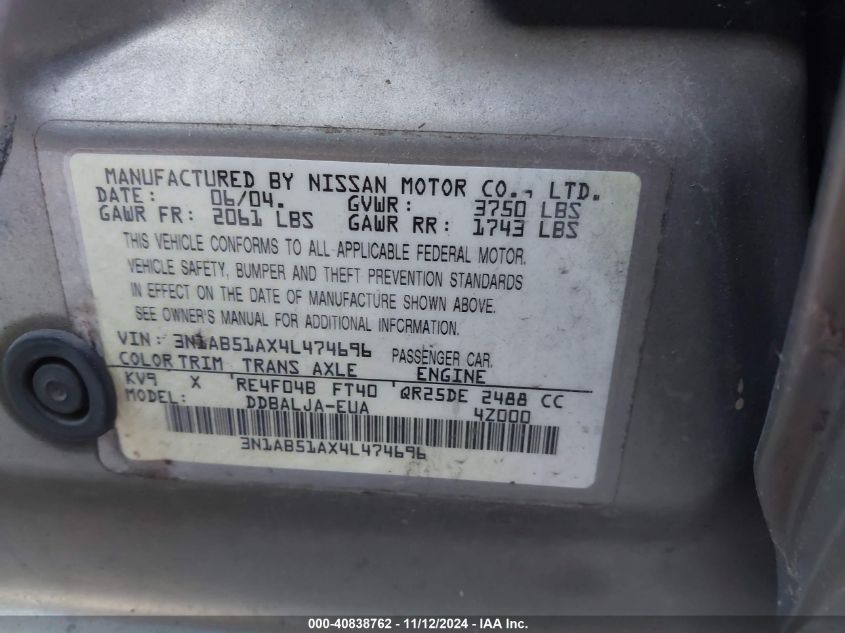 MANUFACTURED BY NISSAN MOTOR CO., LTD.
DATE: 06/04. GVWR: 3750 LBS
GAWR FR: 2061 LBS GAWR RR: 1743 LBS
THIS VEHICLE CONFORMS TO ALL APPLICABLE FEDERAL MOTOR
VEHICLE SAFETY, BUMPER AND THEFT PREVENTION STANDARDS
IN EFFECT ON THE DATE OF MANUFACTURE SHOWN ABOVE.
SEE OWNER'S MANUAL FOR ADDITIONAL INFORMATION.
VIN: 3N1AB51AX4L474696 PASSENGER CAR
COLOR TRIM TRANS AXLE ENGINE
KV9 X RE4F04B FT40 QR25DE 2488 CC
MODEL: DDBALJA-EUA 4Z000
3N1AB51AX4L474696
000-40838762 - 11/12/2024 - IAA Inc.